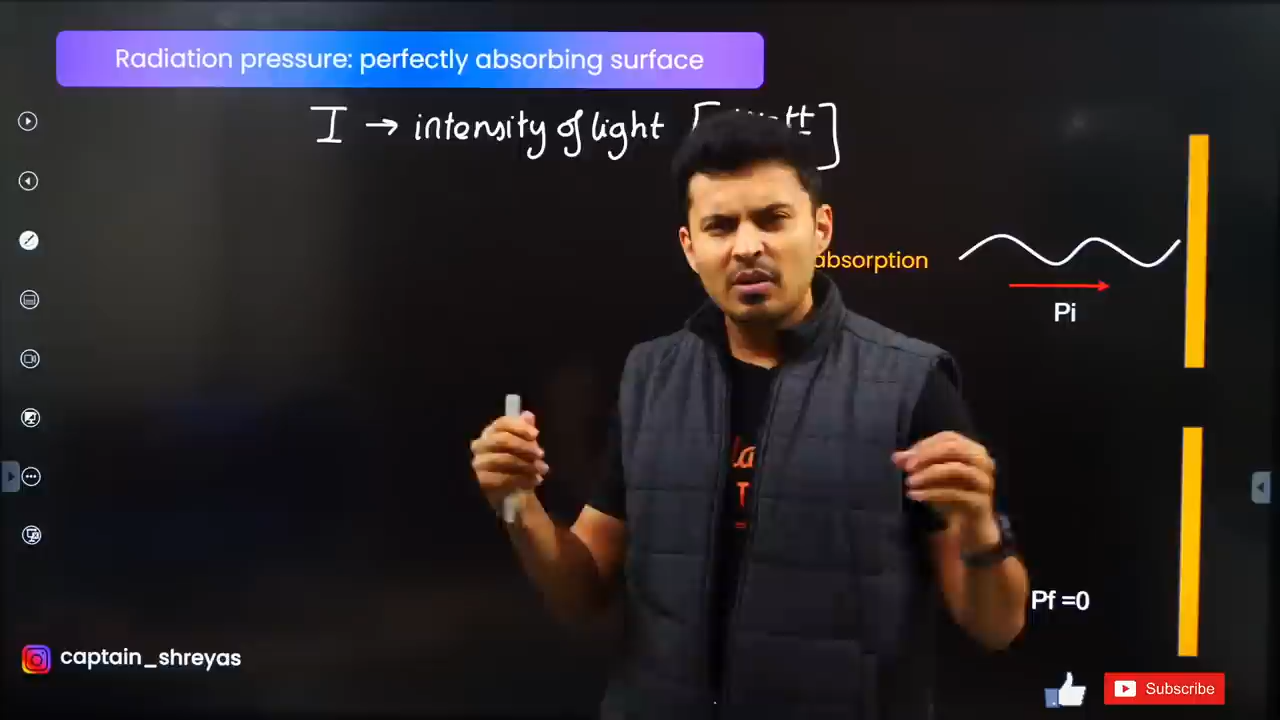 Radiation pressure: perfectly absorbing surface
I → intensity of light [ ]
absorption
Pi
Pf =0
captain_shreyas
Subscribe